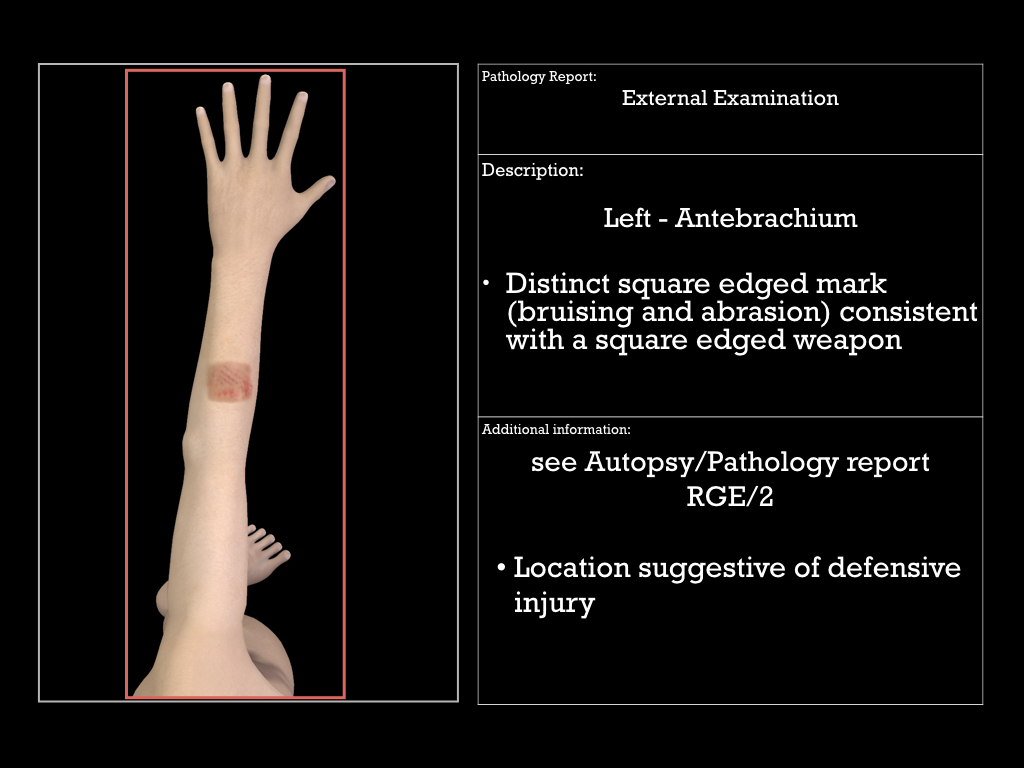 Pathology Report:
External Examination
Description:
Left - Antebrachium
• Distinct square edged mark
(bruising and abrasion) consistent
with a square edged weapon
Additional information:
see Autopsy/Pathology report
RGE/2
• Location suggestive of defensive
injury